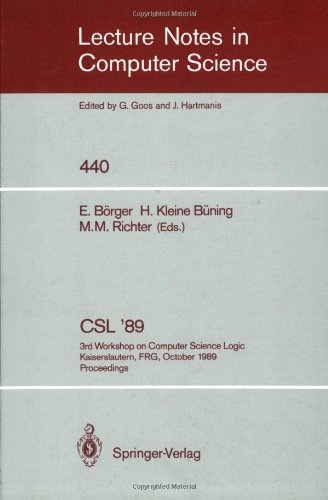 Lecture Notes in
Computer Science
Edited by G. Goos and J. Hartmanis
440
E. Börger H. Kleine Büning
M.M. Richter (Eds.)
CSL '89
3rd Workshop on Computer Science Logic
Kaiserslautern, FRG, October 1989
Proceedings
Springer-Verlag